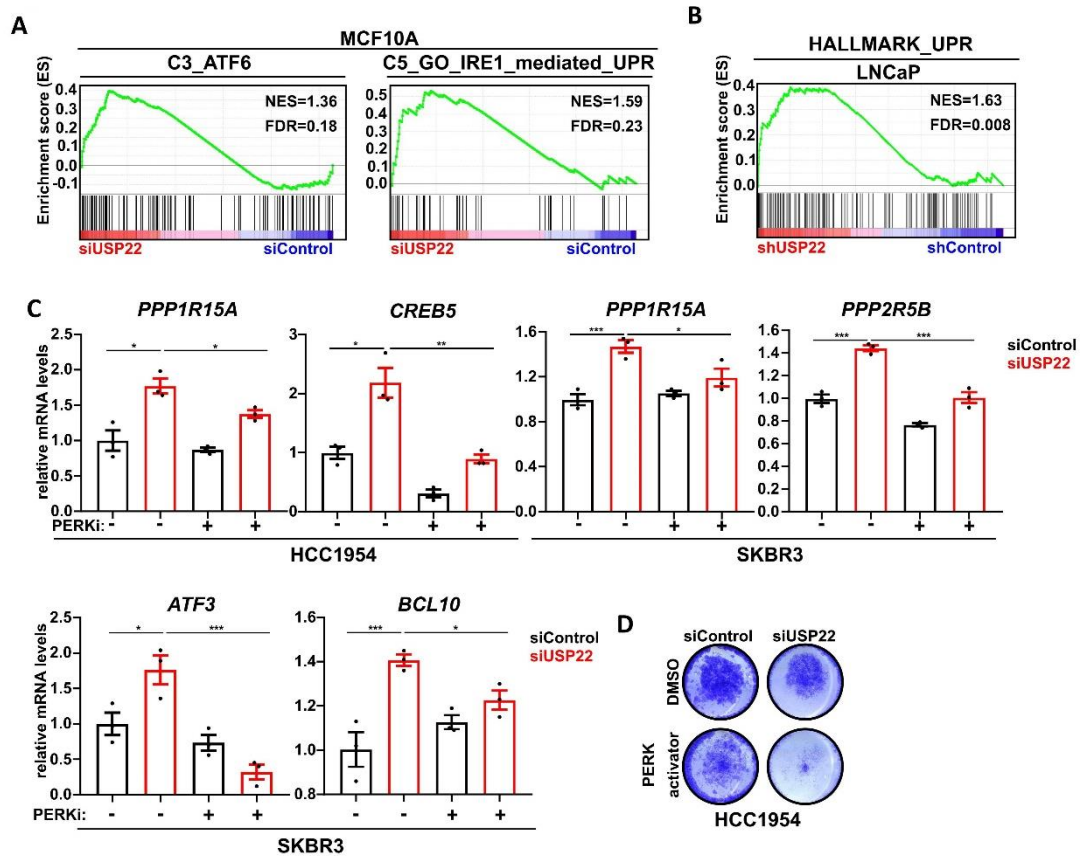 A
B
MCF10A
HALLMARK_UPR
C3_ATF6
C5_GO_IRE1_mediated_UPR
LNCaP
Enrichment score (ES)
0.4
0.3
0.2
0.1
0.0
-0.1
NES=1.36
FDR=0.18
siUSP22
siControl
0.5
0.4
0.3
0.2
0.1
0.0
NES=1.59
FDR=0.23
siUSP22
siControl
Enrichment score (ES)
0.4
0.3
0.2
0.1
0.0
NES=1.63
FDR=0.008
shUSP22
shControl
C
PPP1R15A
CREB5
PPP1R15A
PPP2R5B
relative mRNA levels
2.5
2.0
1.5
1.0
0.5
0.0
* *
3
2
1
0
* **
1.6
1.4
1.2
1.0
0.0
*** *
1.6
1.4
1.2
1.0
0.8
0.6
0.0
*** ***
siControl
siUSP22
PERKi: - - + +
- - + +
- - + +
- - + +
HCC1954
SKBR3
ATF3
BCL10
relative mRNA levels
2.5
2.0
1.5
1.0
0.5
0.0
* ***
1.6
1.4
1.2
1.0
0.0
*** *
siControl
siUSP22
PERKi: - - + +
- - + +
SKBR3
D
siControl siUSP22
DMSO
PERK
activator
HCC1954